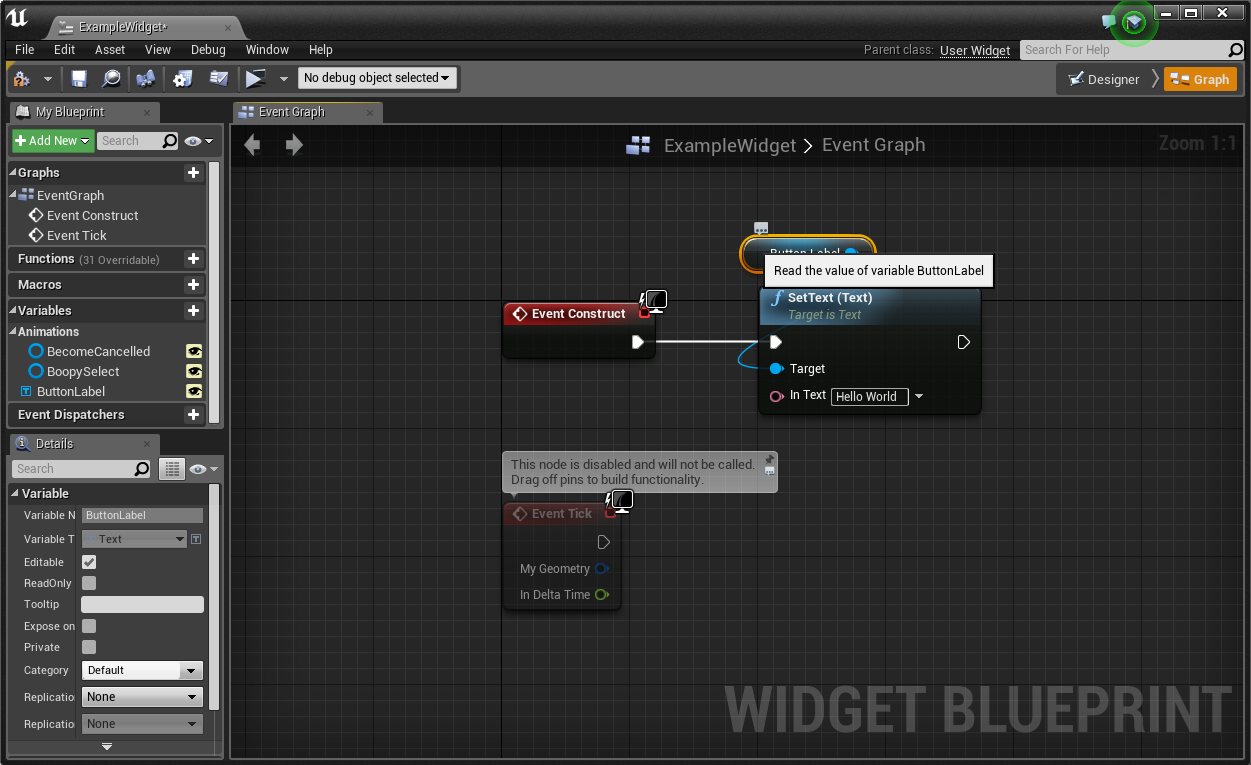 ExampleWidget*
File Edit Asset View Debug Window Help
Parent class: User Widget Search For Help
No debug object selected
Designer Graph
My Blueprint
Event Graph
+ Add New Search
ExampleWidget > Event Graph
Zoom 1:1
Graphs
EventGraph
Event Construct
Event Tick
Functions (31 Overridable)
Macros
Variables
Animations
BecomeCancelled
BoopySelect
ButtonLabel
Event Dispatchers
Button Label
Read the value of variable ButtonLabel
SetText (Text)
Target is Text
Event Construct
Target
In Text Hello World
Details
Search
Variable
Variable N ButtonLabel
Variable T Text
Editable
ReadOnly
Tooltip
Expose on
Private
Category Default
Replicatio None
Replicatio None
This node is disabled and will not be called.
Drag off pins to build functionality.
Event Tick
My Geometry
In Delta Time
WIDGET BLUEPRINT